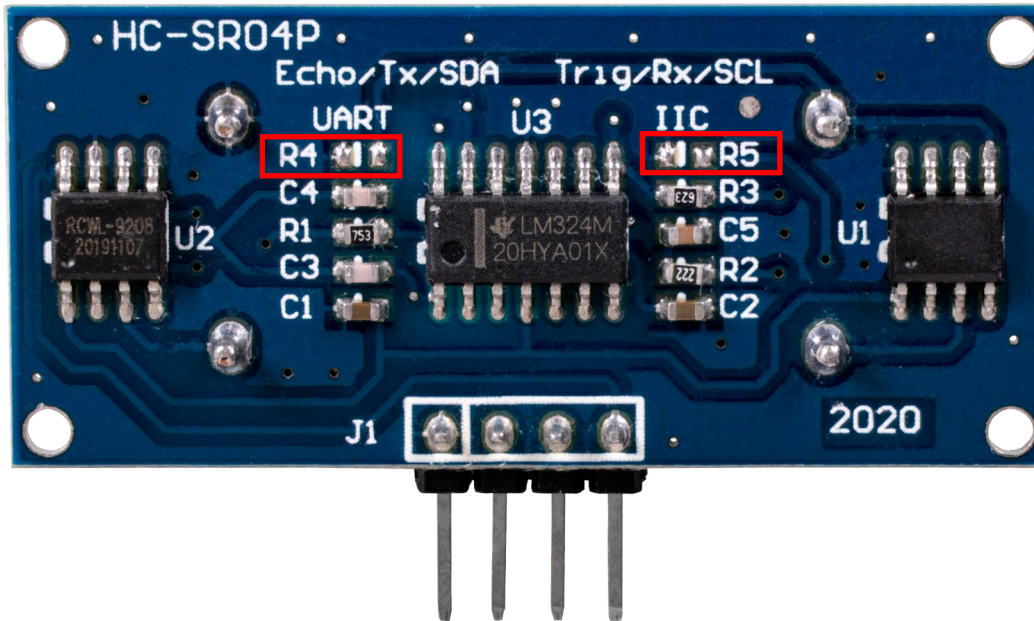 HC-SR04P
Echo/Tx/SDA Trig/Rx/SCL
UART U3 IIC
R4 R5
C4 R3
623
RCWL-9208
20191107
U2
R1
753
LM324M
20HYA01X
C5
U1
C3
222
R2
C1 C2
J1
2020